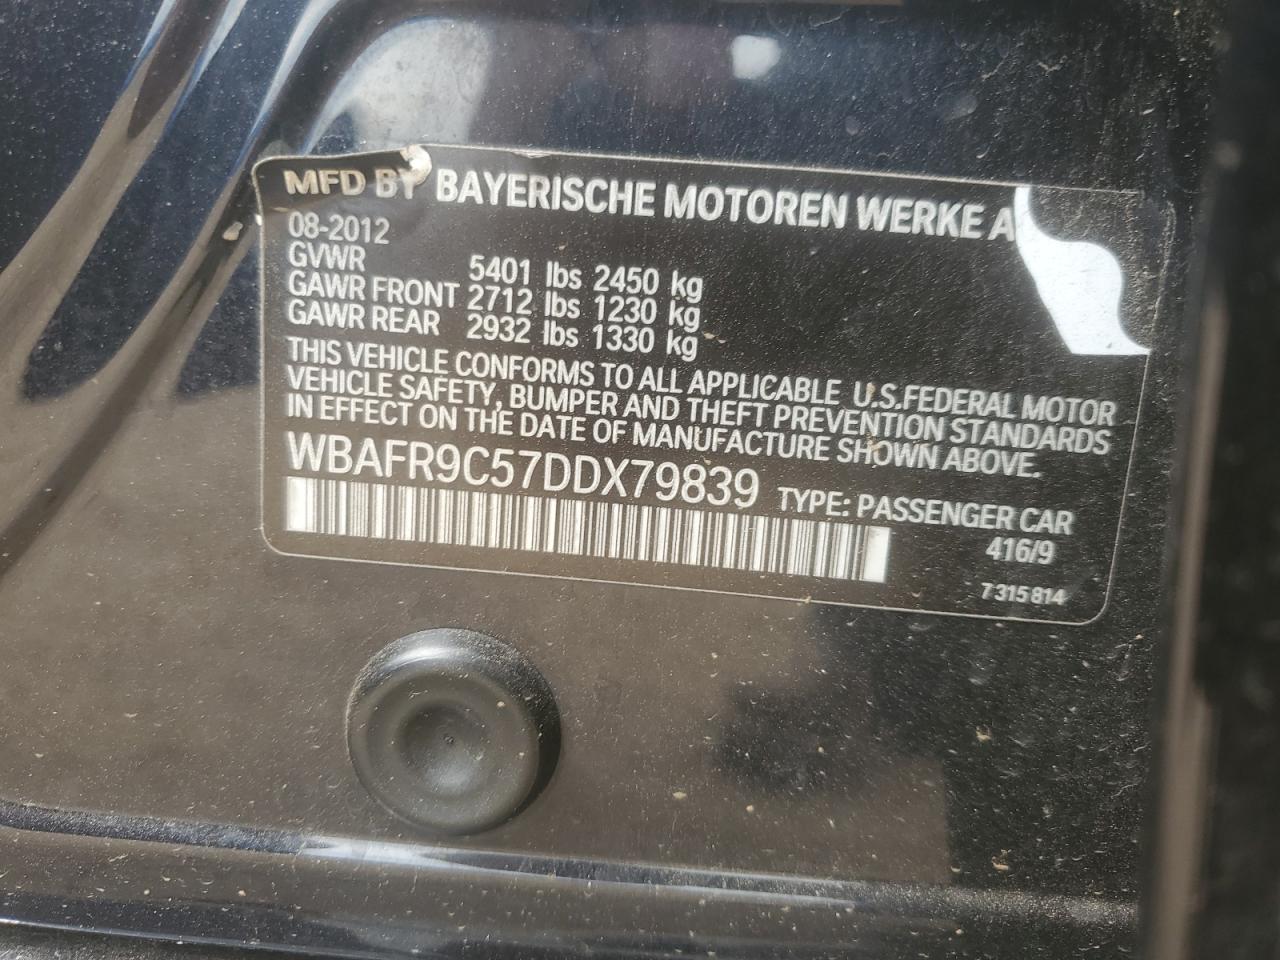 MFD BY BAYERISCHE MOTOREN WERKE A
08-2012
GVWR 5401 lbs 2450 kg
GAWR FRONT 2712 lbs 1230 kg
GAWR REAR 2932 lbs 1330 kg
THIS VEHICLE CONFORMS TO ALL APPLICABLE U.S.FEDERAL MOTOR
VEHICLE SAFETY, BUMPER AND THEFT PREVENTION STANDARDS
IN EFFECT ON THE DATE OF MANUFACTURE SHOWN ABOVE.
WBAFR9C57DDX79839 TYPE: PASSENGER CAR
416/9
7 315 814